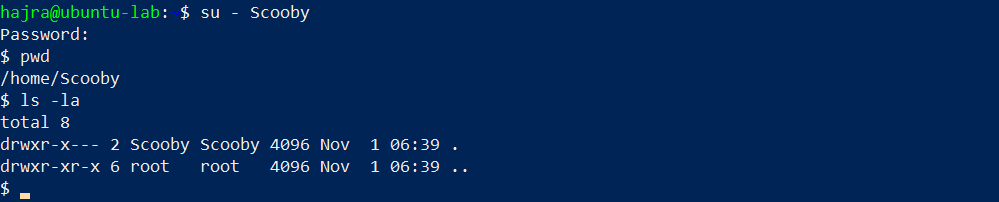 hajra@ubuntu-lab:~$ su - Scooby
Password:
$ pwd
/home/Scooby
$ ls -la
total 8
drwxr-x--- 2 Scooby Scooby 4096 Nov  1 06:39 .
drwxr-xr-x 6 root   root   4096 Nov  1 06:39 ..
$